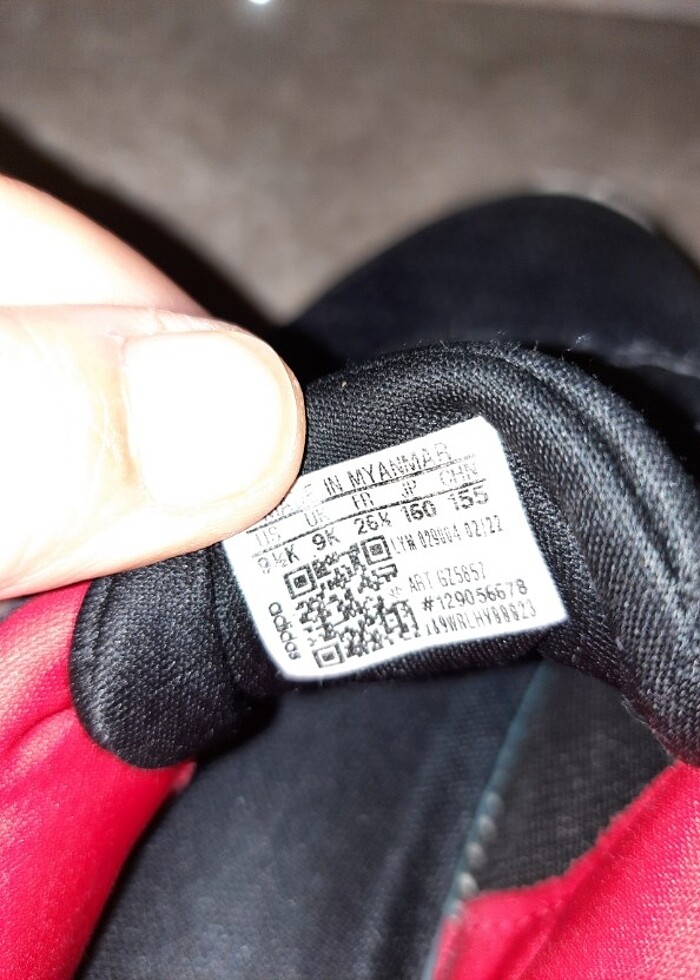 IN MYANMAR
US UK FR JP CHN
9½K 9K 26½ 160 155
LYW 029004 02/22
ART GZ5857
#129056678
adidas